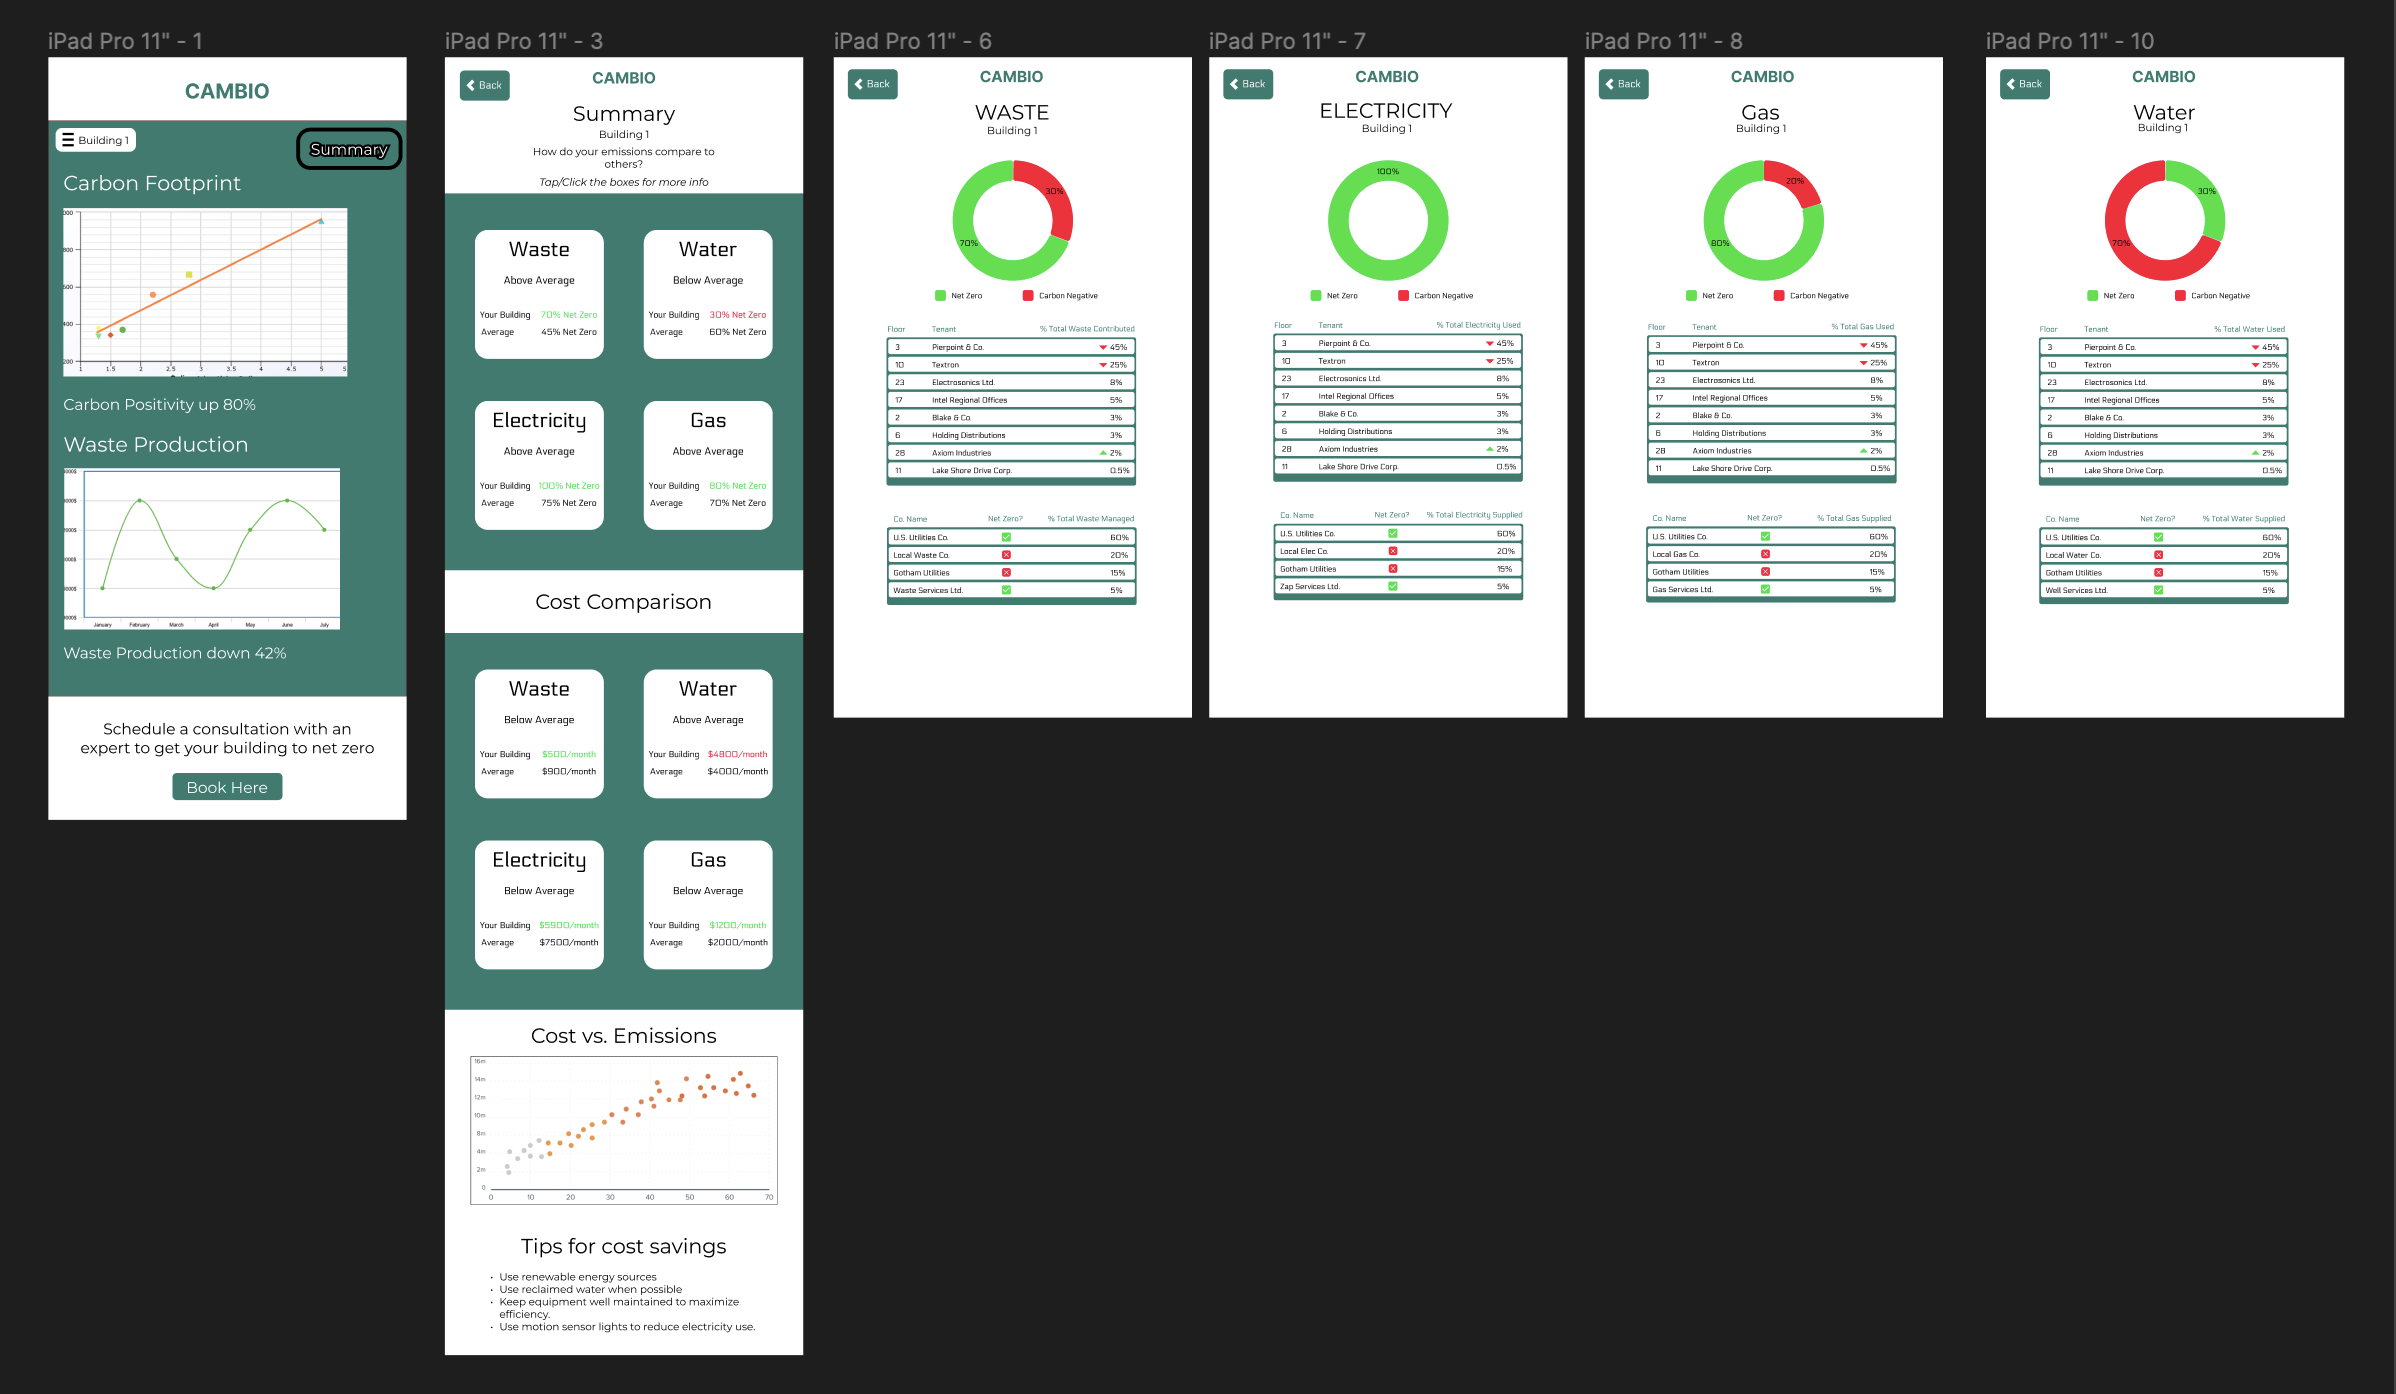 iPad Pro 11" - 1
CAMBIO
Building 1
Summary
Carbon Footprint
800
600
400
200
1 1.5 2 2.5 3 3.5 4 4.5 5
Carbon Positivity up 80%
Waste Production
January February March April May June July
Waste Production down 42%
Schedule a consultation with an
expert to get your building to net zero
Book Here
iPad Pro 11" - 3
Back
CAMBIO
Summary
Building 1
How do your emissions compare to
others?
Tap/Click the boxes for more info
Waste
Above Average
Your Building 70% Net Zero
Average 45% Net Zero
Water
Below Average
Your Building 30% Net Zero
Average 60% Net Zero
Electricity
Above Average
Your Building 100% Net Zero
Average 75% Net Zero
Gas
Above Average
Your Building 80% Net Zero
Average 70% Net Zero
Cost Comparison
Waste
Below Average
Your Building $500/month
Average $900/month
Water
Above Average
Your Building $4800/month
Average $4000/month
Electricity
Below Average
Your Building $5900/month
Average $7500/month
Gas
Below Average
Your Building $1200/month
Average $2000/month
Cost vs. Emissions
16m
14m
12m
10m
8m
4m
2m
0
0 10 20 30 40 50 60 70
Tips for cost savings
• Use renewable energy sources
• Use reclaimed water when possible
• Keep equipment well maintained to maximize
efficiency.
• Use motion sensor lights to reduce electricity use.
iPad Pro 11" - 6
Back
CAMBIO
WASTE
Building 1
30%
70%
Net Zero Carbon Negative
Floor Tenant % Total Waste Contributed
3 Pierpoint & Co. 45%
10 Textron 25%
23 Electrosonics Ltd. 8%
17 Intel Regional Offices 5%
2 Blake & Co. 3%
6 Holding Distributions 3%
28 Axiom Industries 2%
11 Lake Shore Drive Corp. 0.5%
Co. Name Net Zero? % Total Waste Managed
U.S. Utilities Co. 60%
Local Waste Co. 20%
Gotham Utilities 15%
Waste Services Ltd. 5%
iPad Pro 11" - 7
Back
CAMBIO
ELECTRICITY
Building 1
100%
Net Zero Carbon Negative
Floor Tenant % Total Electricity Used
3 Pierpoint & Co. 45%
10 Textron 25%
23 Electrosonics Ltd. 8%
17 Intel Regional Offices 5%
2 Blake & Co. 3%
6 Holding Distributions 3%
28 Axiom Industries 2%
11 Lake Shore Drive Corp. 0.5%
Co. Name Net Zero? % Total Electricity Supplied
U.S. Utilities Co. 60%
Local Elec Co. 20%
Gotham Utilities 15%
Zap Services Ltd. 5%
iPad Pro 11" - 8
Back
CAMBIO
Gas
Building 1
20%
80%
Net Zero Carbon Negative
Floor Tenant % Total Gas Used
3 Pierpoint & Co. 45%
10 Textron 25%
23 Electrosonics Ltd. 8%
17 Intel Regional Offices 5%
2 Blake & Co. 3%
6 Holding Distributions 3%
28 Axiom Industries 2%
11 Lake Shore Drive Corp. 0.5%
Co. Name Net Zero? % Total Gas Supplied
U.S. Utilities Co. 60%
Local Gas Co. 20%
Gotham Utilities 15%
Gas Services Ltd. 5%
iPad Pro 11" - 10
Back
CAMBIO
Water
Building 1
30%
70%
Net Zero Carbon Negative
Floor Tenant % Total Water Used
3 Pierpoint & Co. 45%
10 Textron 25%
23 Electrosonics Ltd. 8%
17 Intel Regional Offices 5%
2 Blake & Co. 3%
6 Holding Distributions 3%
28 Axiom Industries 2%
11 Lake Shore Drive Corp. 0.5%
Co. Name Net Zero? % Total Water Supplied
U.S. Utilities Co. 60%
Local Water Co. 20%
Gotham Utilities 15%
Well Services Ltd. 5%